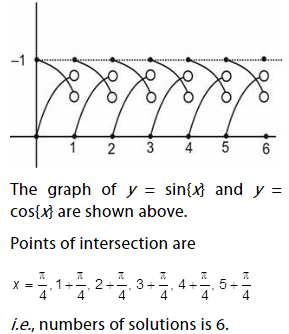 –1
1 2 3 4 5 6
The graph of y = sin{x} and y =
cos{x} are shown above.
Points of intersection are
x = π/4, 1+π/4, 2+π/4, 3+π/4, 4+π/4, 5+π/4
i.e., numbers of solutions is 6.